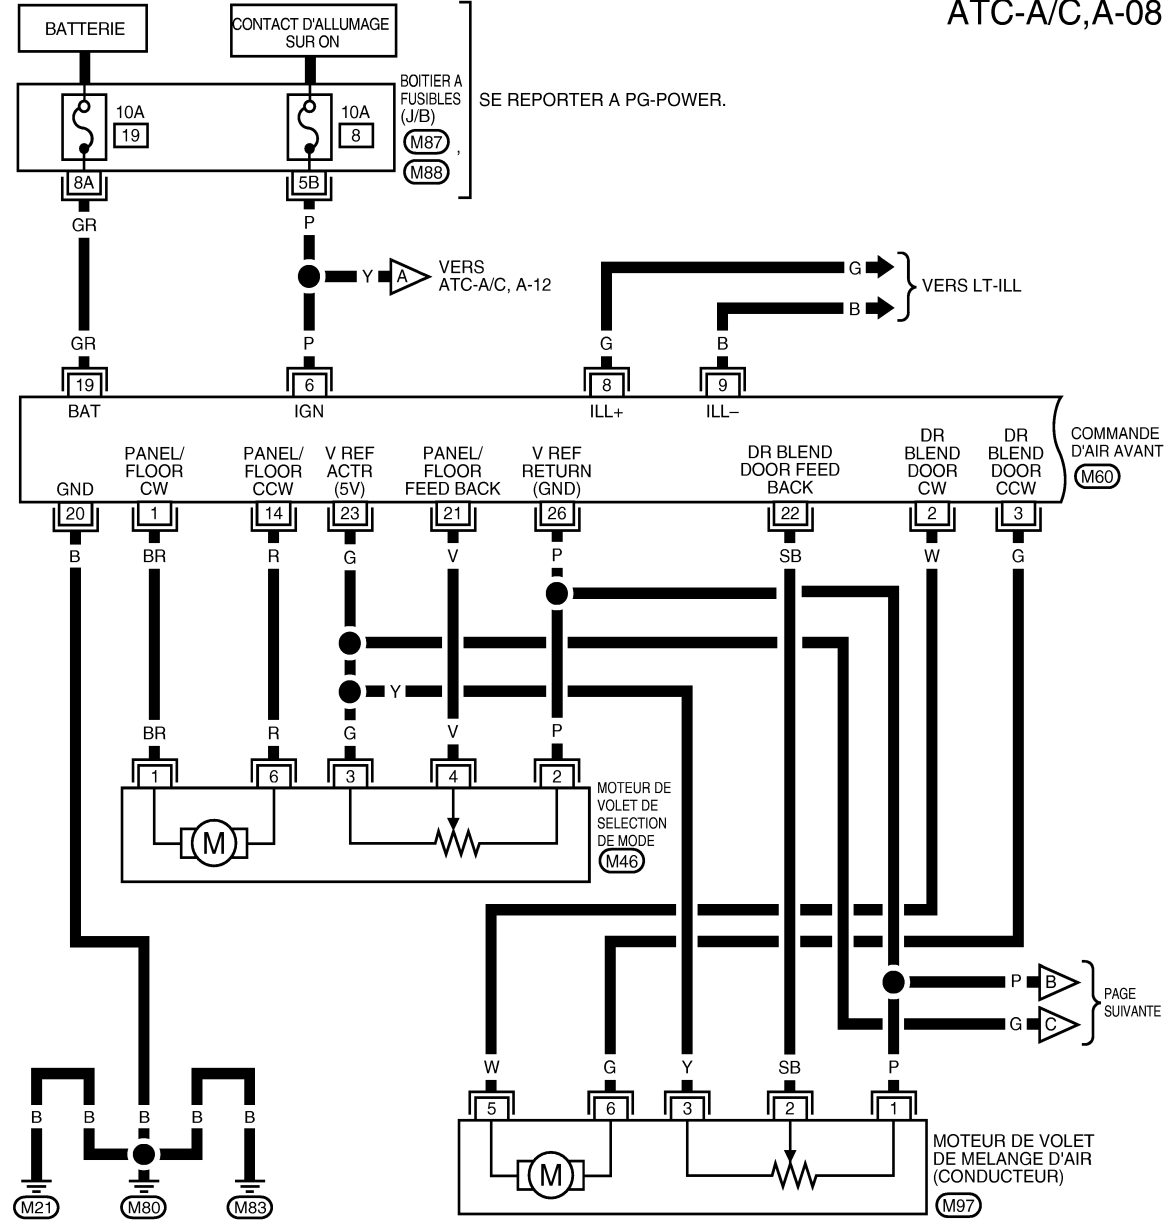 ATC-A/C,A-08
BATTERIE
CONTACT D'ALLUMAGE
SUR ON
10A
19
10A
8
BOITIER A
FUSIBLES
(J/B)
M87 ,
M88
SE REPORTER A PG-POWER.
8A
5B
GR
P
Y
A
VERS
ATC-A/C, A-12
G
B
VERS LT-ILL
GR
P
G
B
19
6
8
9
BAT
IGN
ILL+
ILL–
COMMANDE
D'AIR AVANT
M60
GND
PANEL/
FLOOR
CW
PANEL/
FLOOR
CCW
V REF
ACTR
(5V)
PANEL/
FLOOR
FEED BACK
V REF
RETURN
(GND)
DR BLEND
DOOR FEED
BACK
DR
BLEND
DOOR
CW
DR
BLEND
DOOR
CCW
20
1
14
23
21
26
22
2
3
B
BR
R
G
V
P
SB
W
G
Y
BR
R
G
V
P
1
6
3
4
2
M
MOTEUR DE
VOLET DE
SELECTION
DE MODE
M46
P
B
G
C
PAGE
SUIVANTE
W
G
Y
SB
P
5
6
3
2
1
M
MOTEUR DE VOLET
DE MELANGE D'AIR
(CONDUCTEUR)
M97
B
B
B
B
B
M21
M80
M83